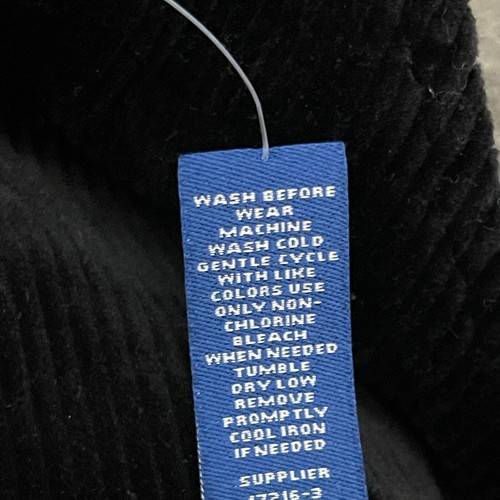 WASH BEFORE
WEAR
MACHINE
WASH COLD
GENTLE CYCLE
WITH LIKE
COLORS USE
ONLY NON-
CHLORINE
BLEACH
WHEN NEEDED
TUMBLE
DRY LOW
REMOVE
PROMPTLY
COOL IRON
IF NEEDED
SUPPLIER